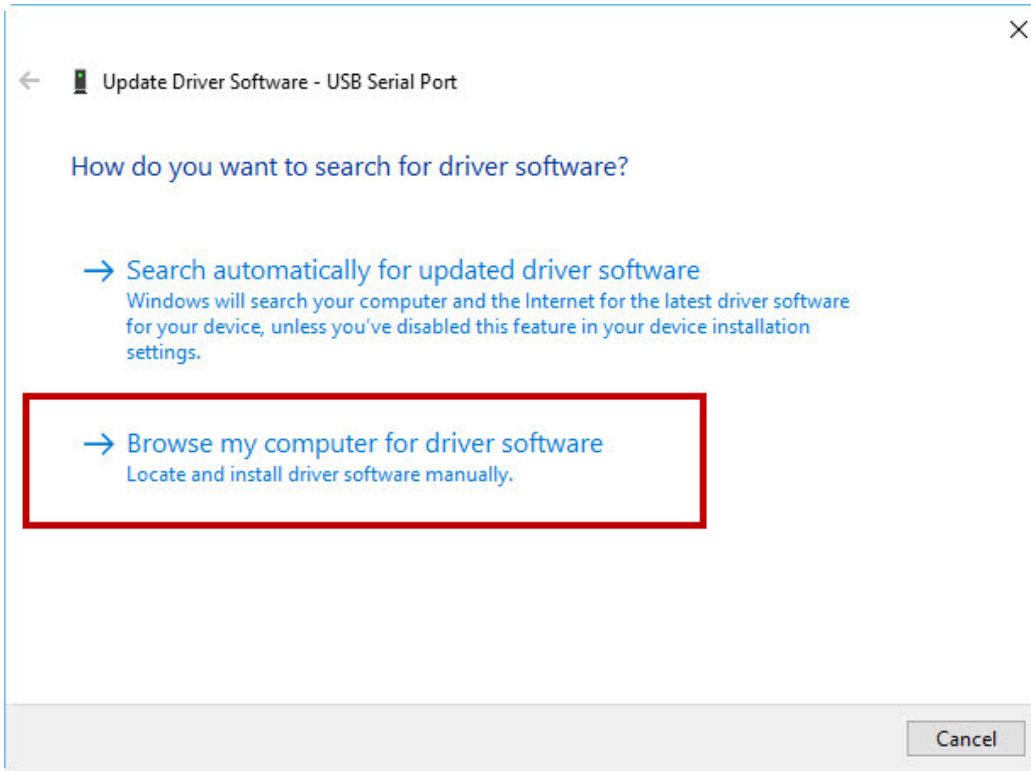 Update Driver Software - USB Serial Port
How do you want to search for driver software?
Search automatically for updated driver software
Windows will search your computer and the Internet for the latest driver software
for your device, unless you've disabled this feature in your device installation
settings.
Browse my computer for driver software
Locate and install driver software manually.
Cancel